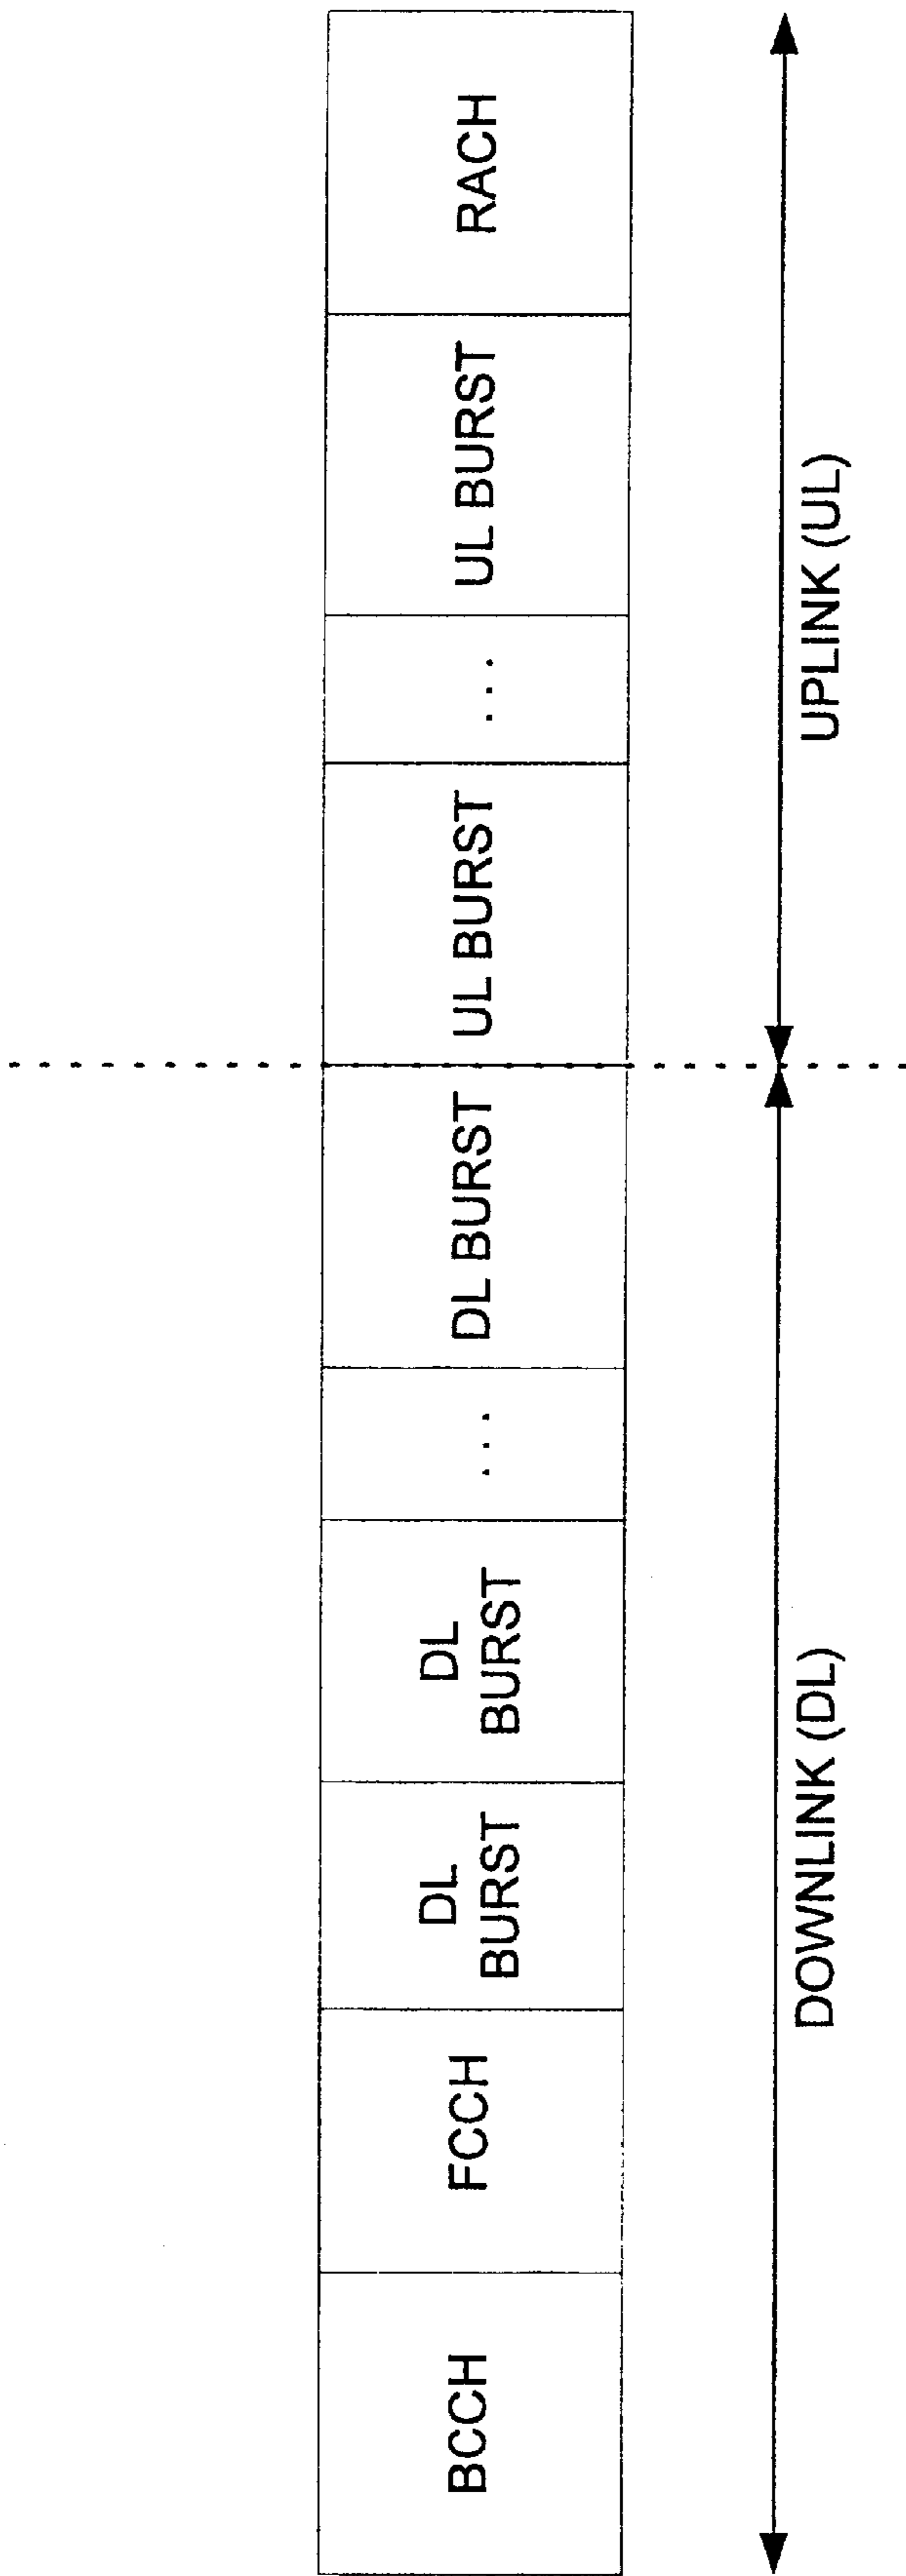 BCCH
FCCH
DL
BURST
DL
BURST
. . .
DL BURST
UL BURST
. . .
UL BURST
RACH
DOWNLINK (DL)
UPLINK (UL)